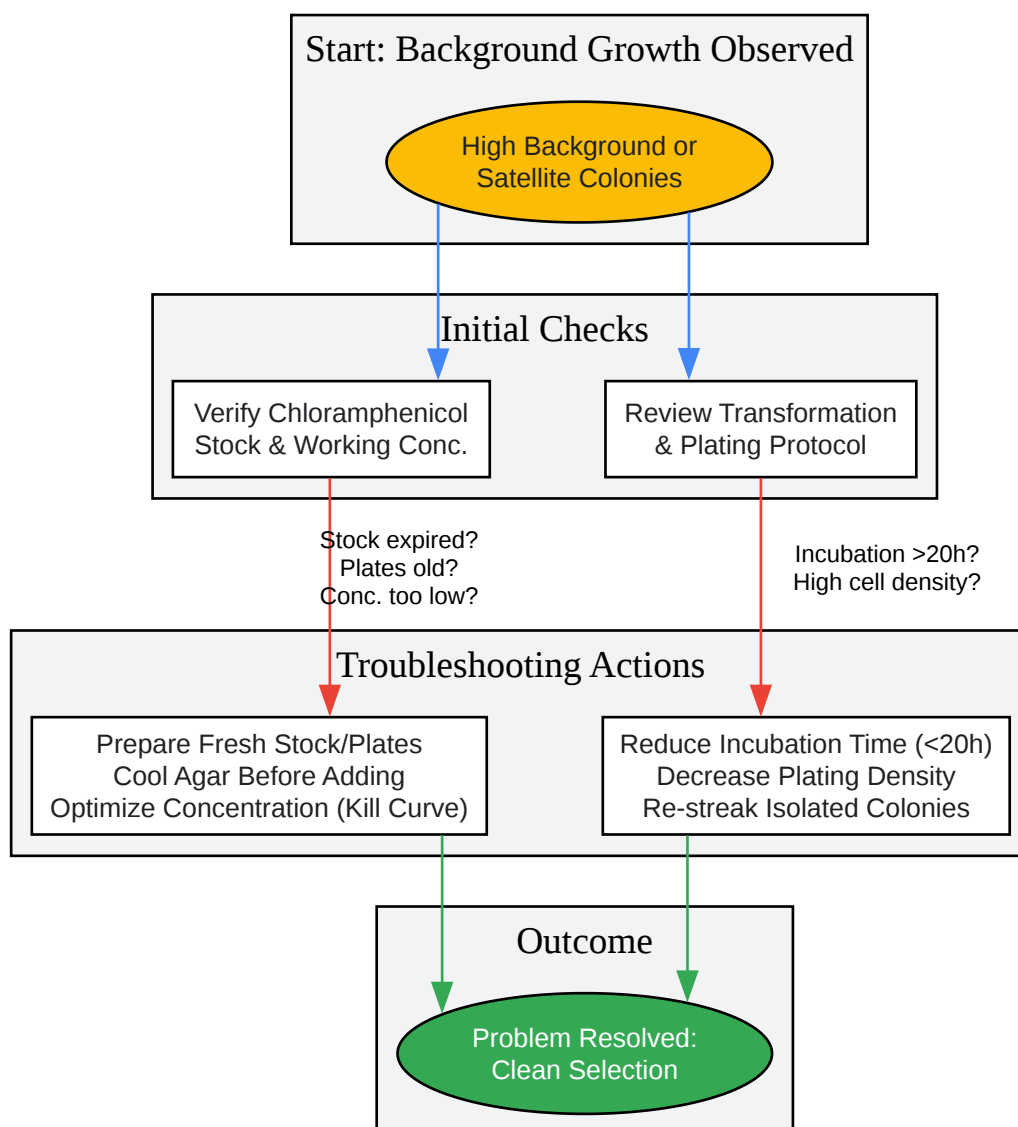 Start: Background Growth Observed
High Background or
Satellite Colonies
Initial Checks
Verify Chloramphenicol
Stock & Working Conc.
Review Transformation
& Plating Protocol
Stock expired?
Plates old?
Conc. too low?
Incubation >20h?
High cell density?
Troubleshooting Actions
Prepare Fresh Stock/Plates
Cool Agar Before Adding
Optimize Concentration (Kill Curve)
Reduce Incubation Time (<20h)
Decrease Plating Density
Re-streak Isolated Colonies
Outcome
Problem Resolved:
Clean Selection